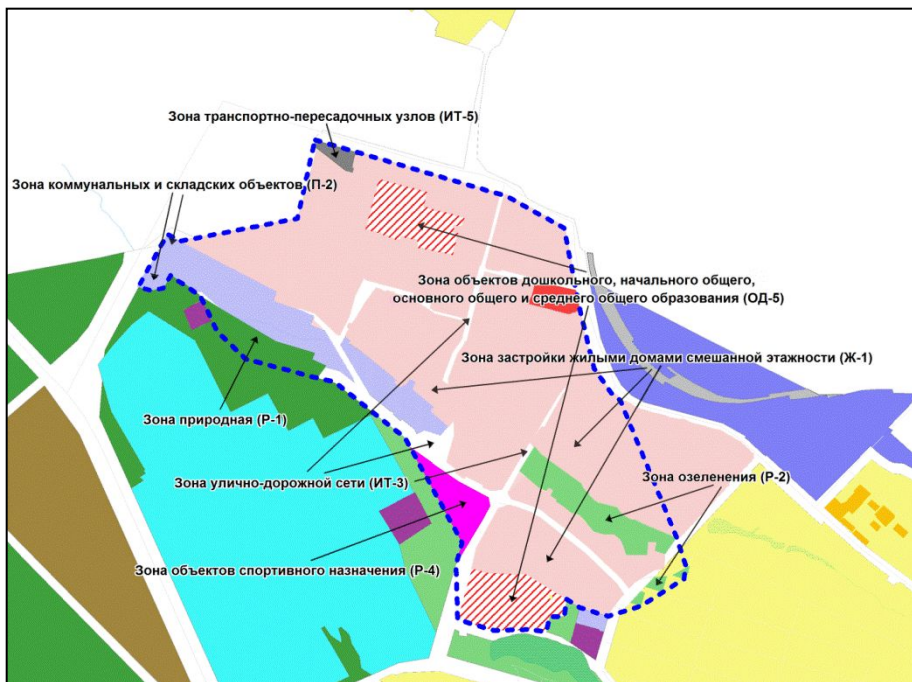 Зона транспортно-пересадочных узлов (ИТ-5)
Зона коммунальных и складских объектов (П-2)
Зона объектов дошкольного, начального общего,
основного общего и среднего общего образования (ОД-5)
Зона застройки жилыми домами смешанной этажности (Ж-1)
Зона природная (Р-1)
Зона улично-дорожной сети (ИТ-3)
Зона озеленения (Р-2)
Зона объектов спортивного назначения (Р-4)